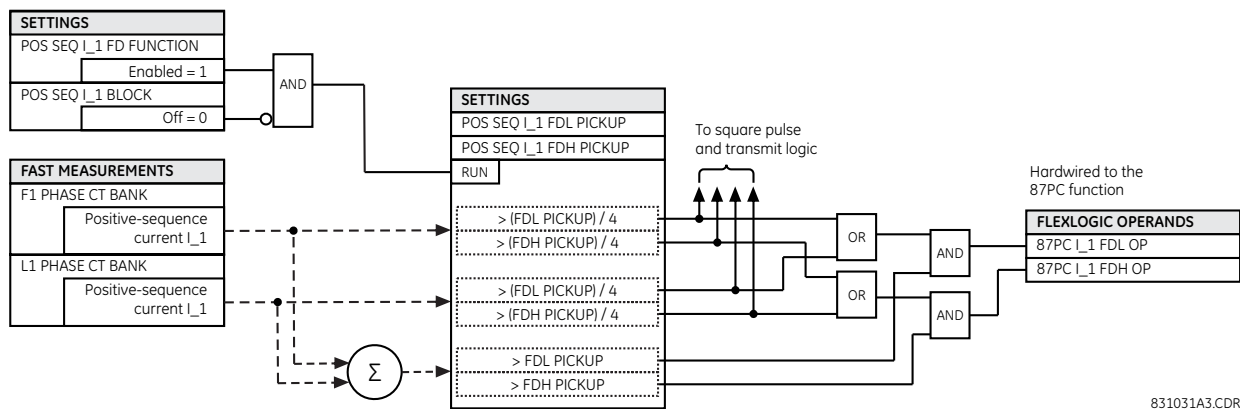 SETTINGS
POS SEQ I_1 FD FUNCTION
Enabled = 1
POS SEQ I_1 BLOCK
Off = 0
AND
FAST MEASUREMENTS
F1 PHASE CT BANK
Positive-sequence
current I_1
L1 PHASE CT BANK
Positive-sequence
current I_1
Σ
SETTINGS
POS SEQ I_1 FDL PICKUP
POS SEQ I_1 FDH PICKUP
RUN
> (FDL PICKUP) / 4
> (FDH PICKUP) / 4
> (FDL PICKUP) / 4
> (FDH PICKUP) / 4
> FDL PICKUP
> FDH PICKUP
To square pulse
and transmit logic
OR
OR
AND
AND
Hardwired to the
87PC function
FLEXLOGIC OPERANDS
87PC I_1 FDL OP
87PC I_1 FDH OP
831031A3.CDR